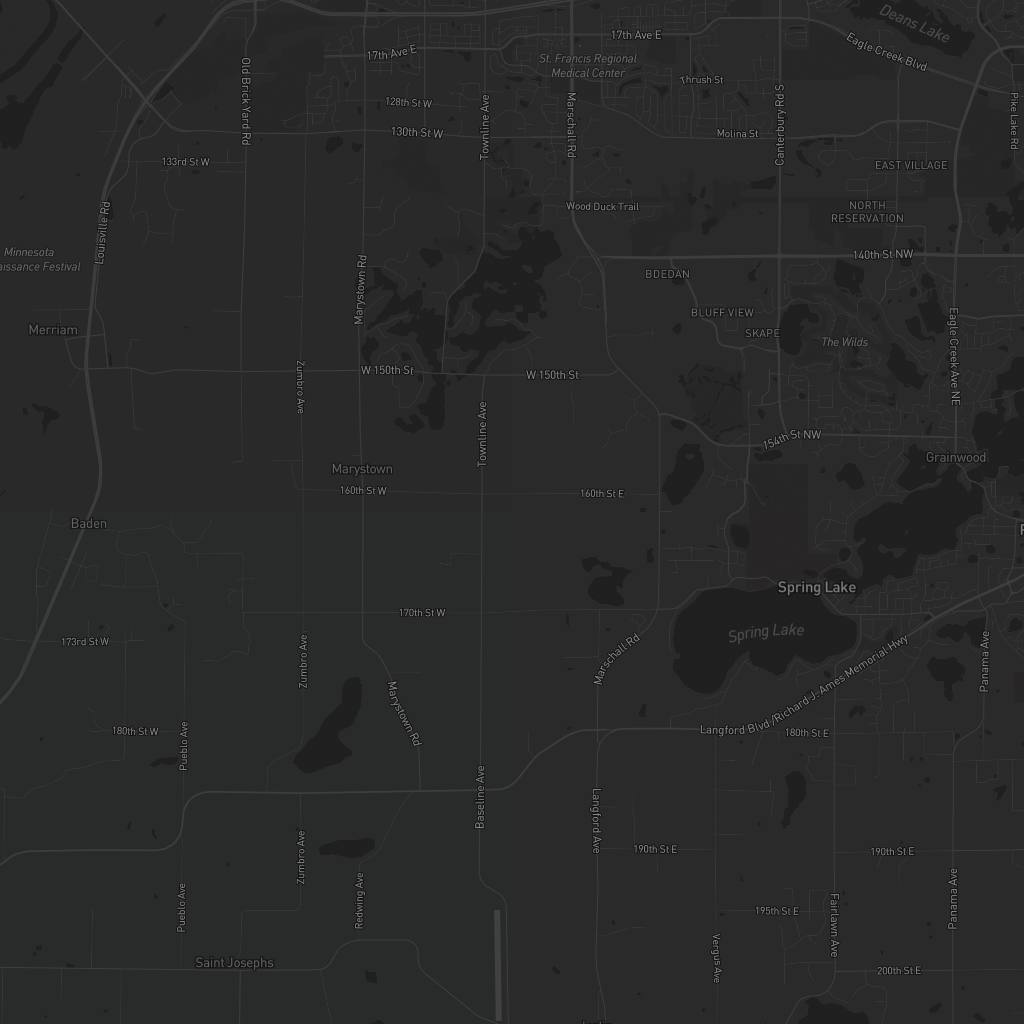 Deans Lake
17th Ave E
17th Ave E
Eagle Creek Blvd
St. Francis Regional
Medical Center
Thrush St
Old Brick Yard Rd
128th St W
Townline Ave
Marschall Rd
Canterbury Rd S
Pike Lake Rd
130th St W
Molina St
133rd St W
EAST VILLAGE
Louisville Rd
Wood Duck Trail
NORTH
RESERVATION
Minnesota
aissance Festival
140th St NW
Marystown Rd
BDEDAN
BLUFF VIEW
Merriam
SKAPE
The Wilds
Eagle Creek Ave NE
Zumbro Ave
W 150th St
W 150th St
Townline Ave
154th St NW
Marystown
Grainwood
160th St W
160th St E
Baden
Spring Lake
170th St W
173rd St W
Zumbro Ave
Marschall Rd
Spring Lake
Panama Ave
Marystown Rd
Langford Blvd /Richard J. Ames Memorial Hwy
180th St W
Pueblo Ave
180th St E
Baseline Ave
Langford Ave
Zumbro Ave
190th St E
190th St E
Pueblo Ave
Redwing Ave
195th St E
Fairlawn Ave
Panama Ave
Vergus Ave
Saint Josephs
200th St E